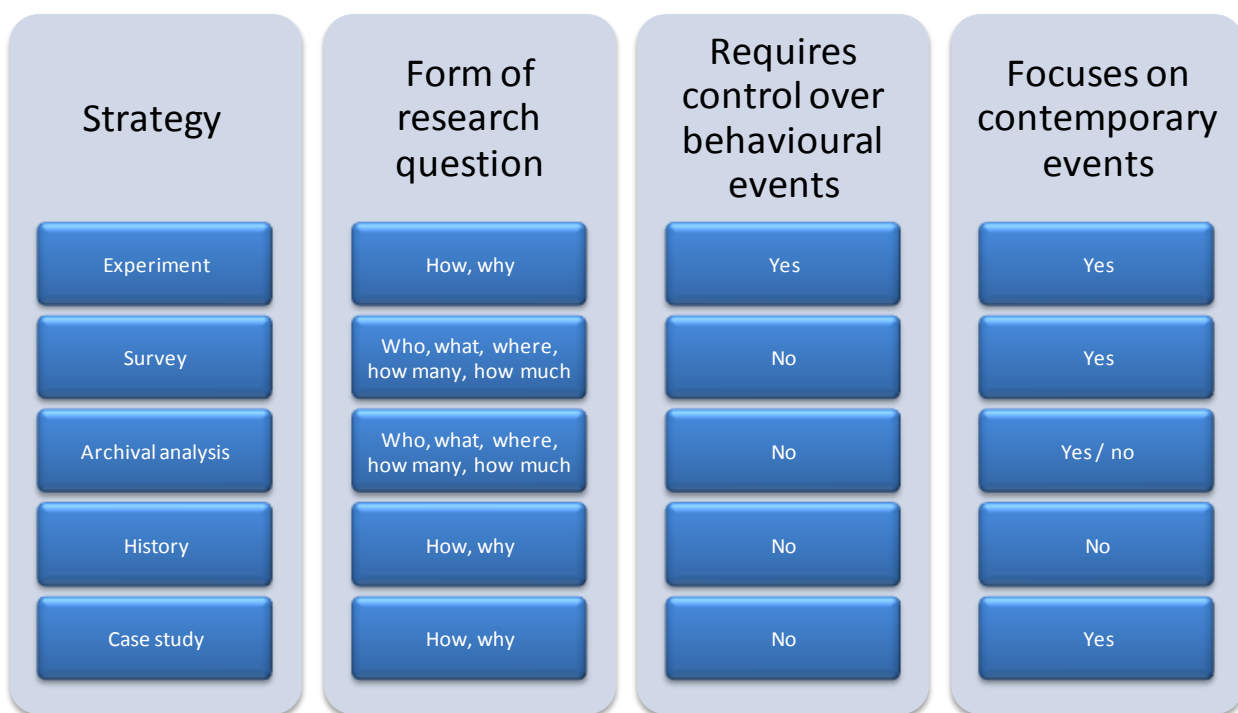 Strategy
Experiment
Survey
Archival analysis
History
Case study
Form of
research
question
How, why
Who, what, where,
how many, how much
Who, what, where,
how many, how much
How, why
How, why
Requires
control over
behavioural
events
Yes
No
No
No
No
Focuses on
contemporary
events
Yes
Yes
Yes / no
No
Yes